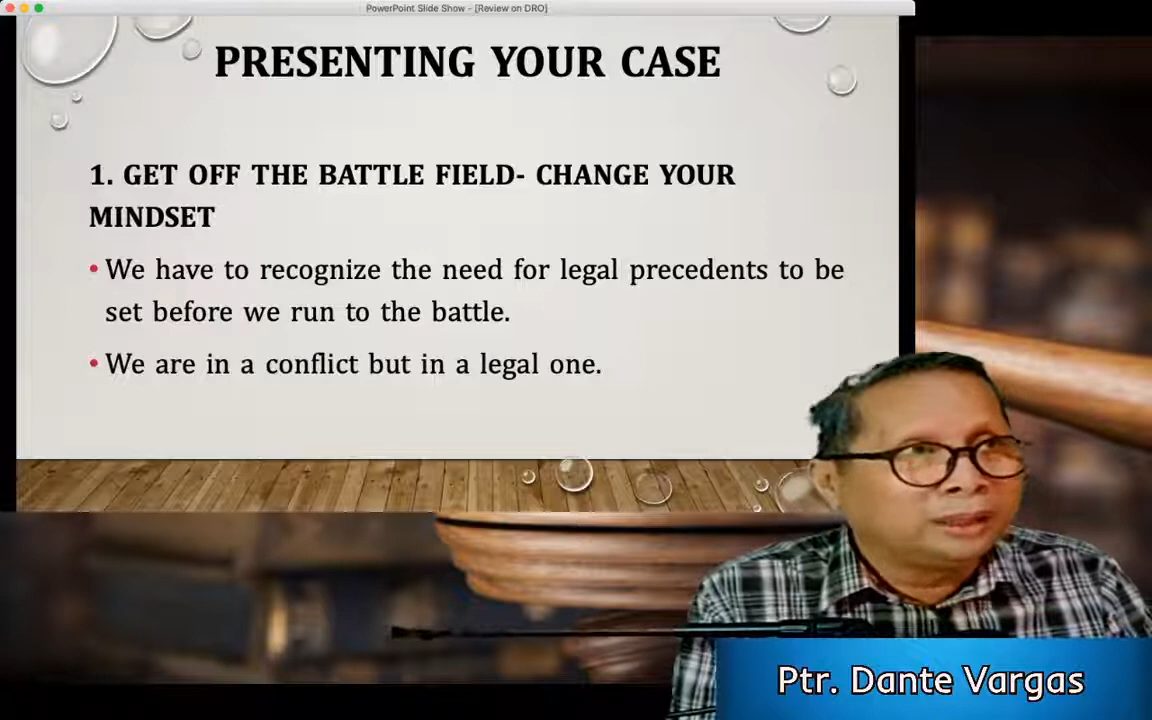 PowerPoint Slide Show - [Review on DRO]
PRESENTING YOUR CASE
1. GET OFF THE BATTLE FIELD- CHANGE YOUR
MINDSET
• We have to recognize the need for legal precedents to be
set before we run to the battle.
• We are in a conflict but in a legal one.
Ptr. Dante Vargas